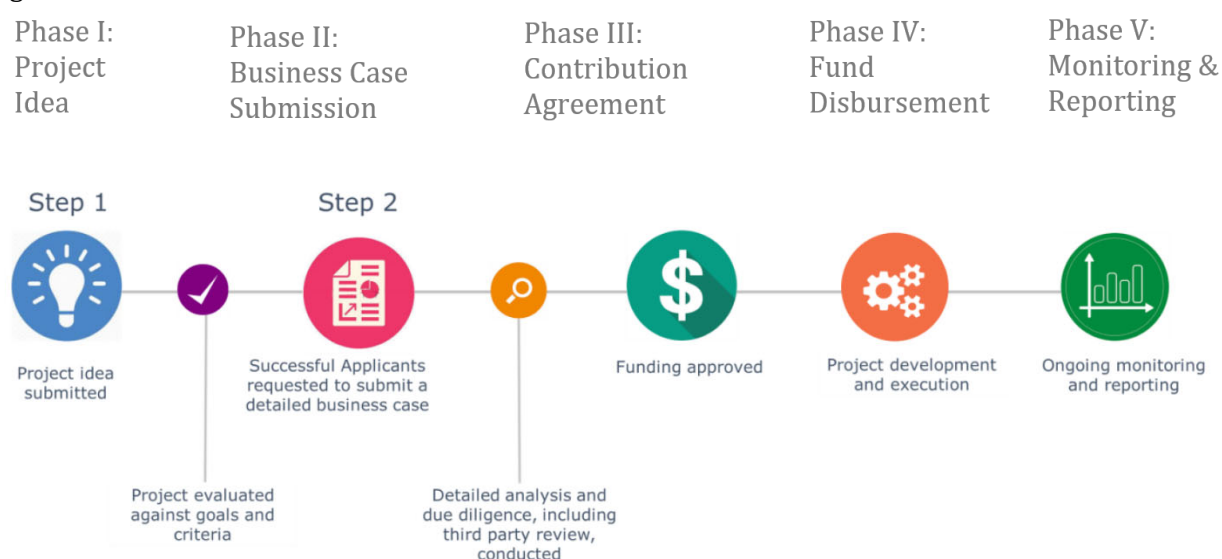 Phase I:
Project
Idea
Phase II:
Business Case
Submission
Phase III:
Contribution
Agreement
Phase IV:
Fund
Disbursement
Phase V:
Monitoring &
Reporting
Step 1
Step 2
Project idea
submitted
Successful Applicants
requested to submit a
detailed business case
Funding approved
Project development
and execution
Ongoing monitoring
and reporting
Project evaluated
against goals and
criteria
Detailed analysis and
due diligence, including
third party review,
conducted